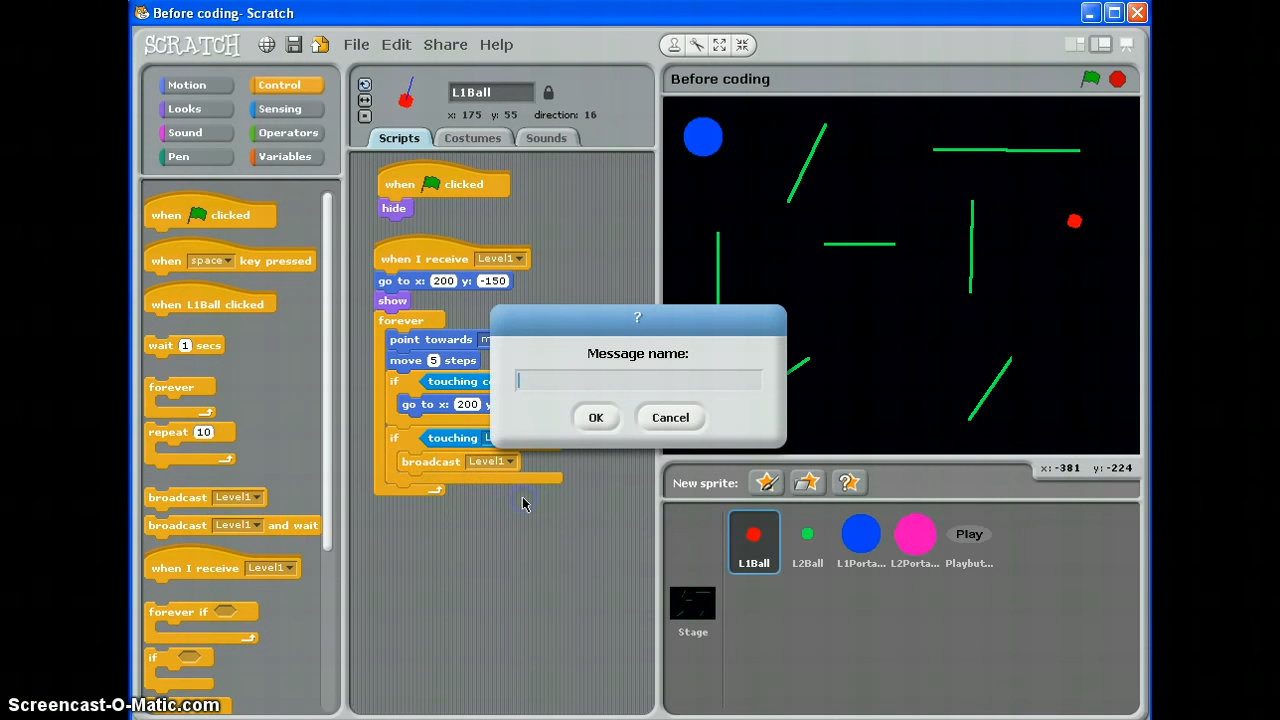 Before coding- Scratch
SCRATCH
File Edit Share Help
Motion Control
Looks Sensing
Sound Operators
Pen Variables
when clicked
when space key pressed
when L1Ball clicked
wait 1 secs
forever
repeat 10
broadcast Level1
broadcast Level1 and wait
when I receive Level1
forever if
if
L1Ball
x: 175 y: 55 direction: 16
Scripts Costumes Sounds
when clicked
hide
when I receive Level1
go to x: 200 y: -150
show
forever
point towards
move 5 steps
if touching
go to x: 200
if touching
broadcast Level1
?
Message name:
OK Cancel
Before coding
x: -381 y: -224
New sprite:
Play
L1Ball L2Ball L1Porta... L2Porta... Playbut...
Stage
Screencast-O-Matic.com